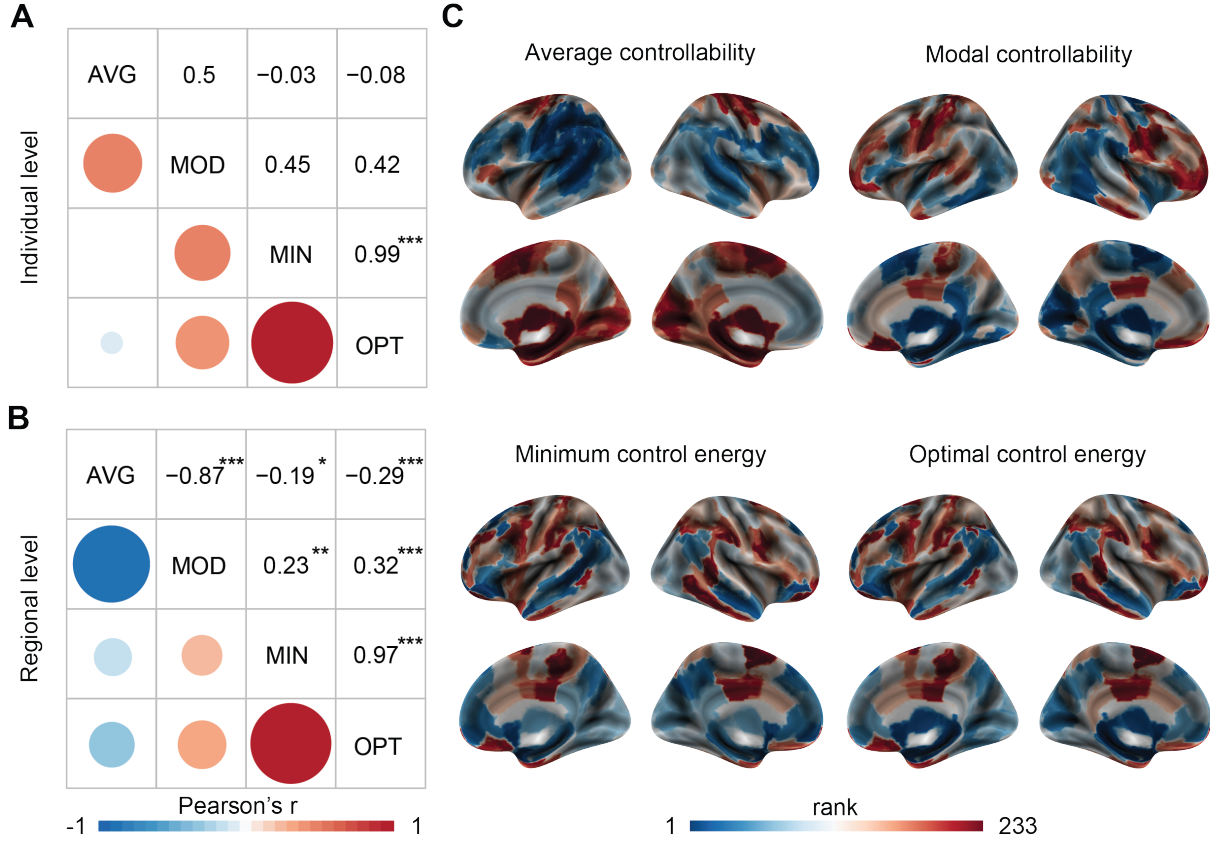 A
C
Average controllability
Modal controllability
Individual level
AVG 0.5 −0.03 −0.08
MOD 0.45 0.42
MIN 0.99***
OPT
B
Regional level
AVG −0.87*** −0.19* −0.29***
MOD 0.23** 0.32***
MIN 0.97***
OPT
Minimum control energy
Optimal control energy
Pearson’s r
-1 1
rank
1 233